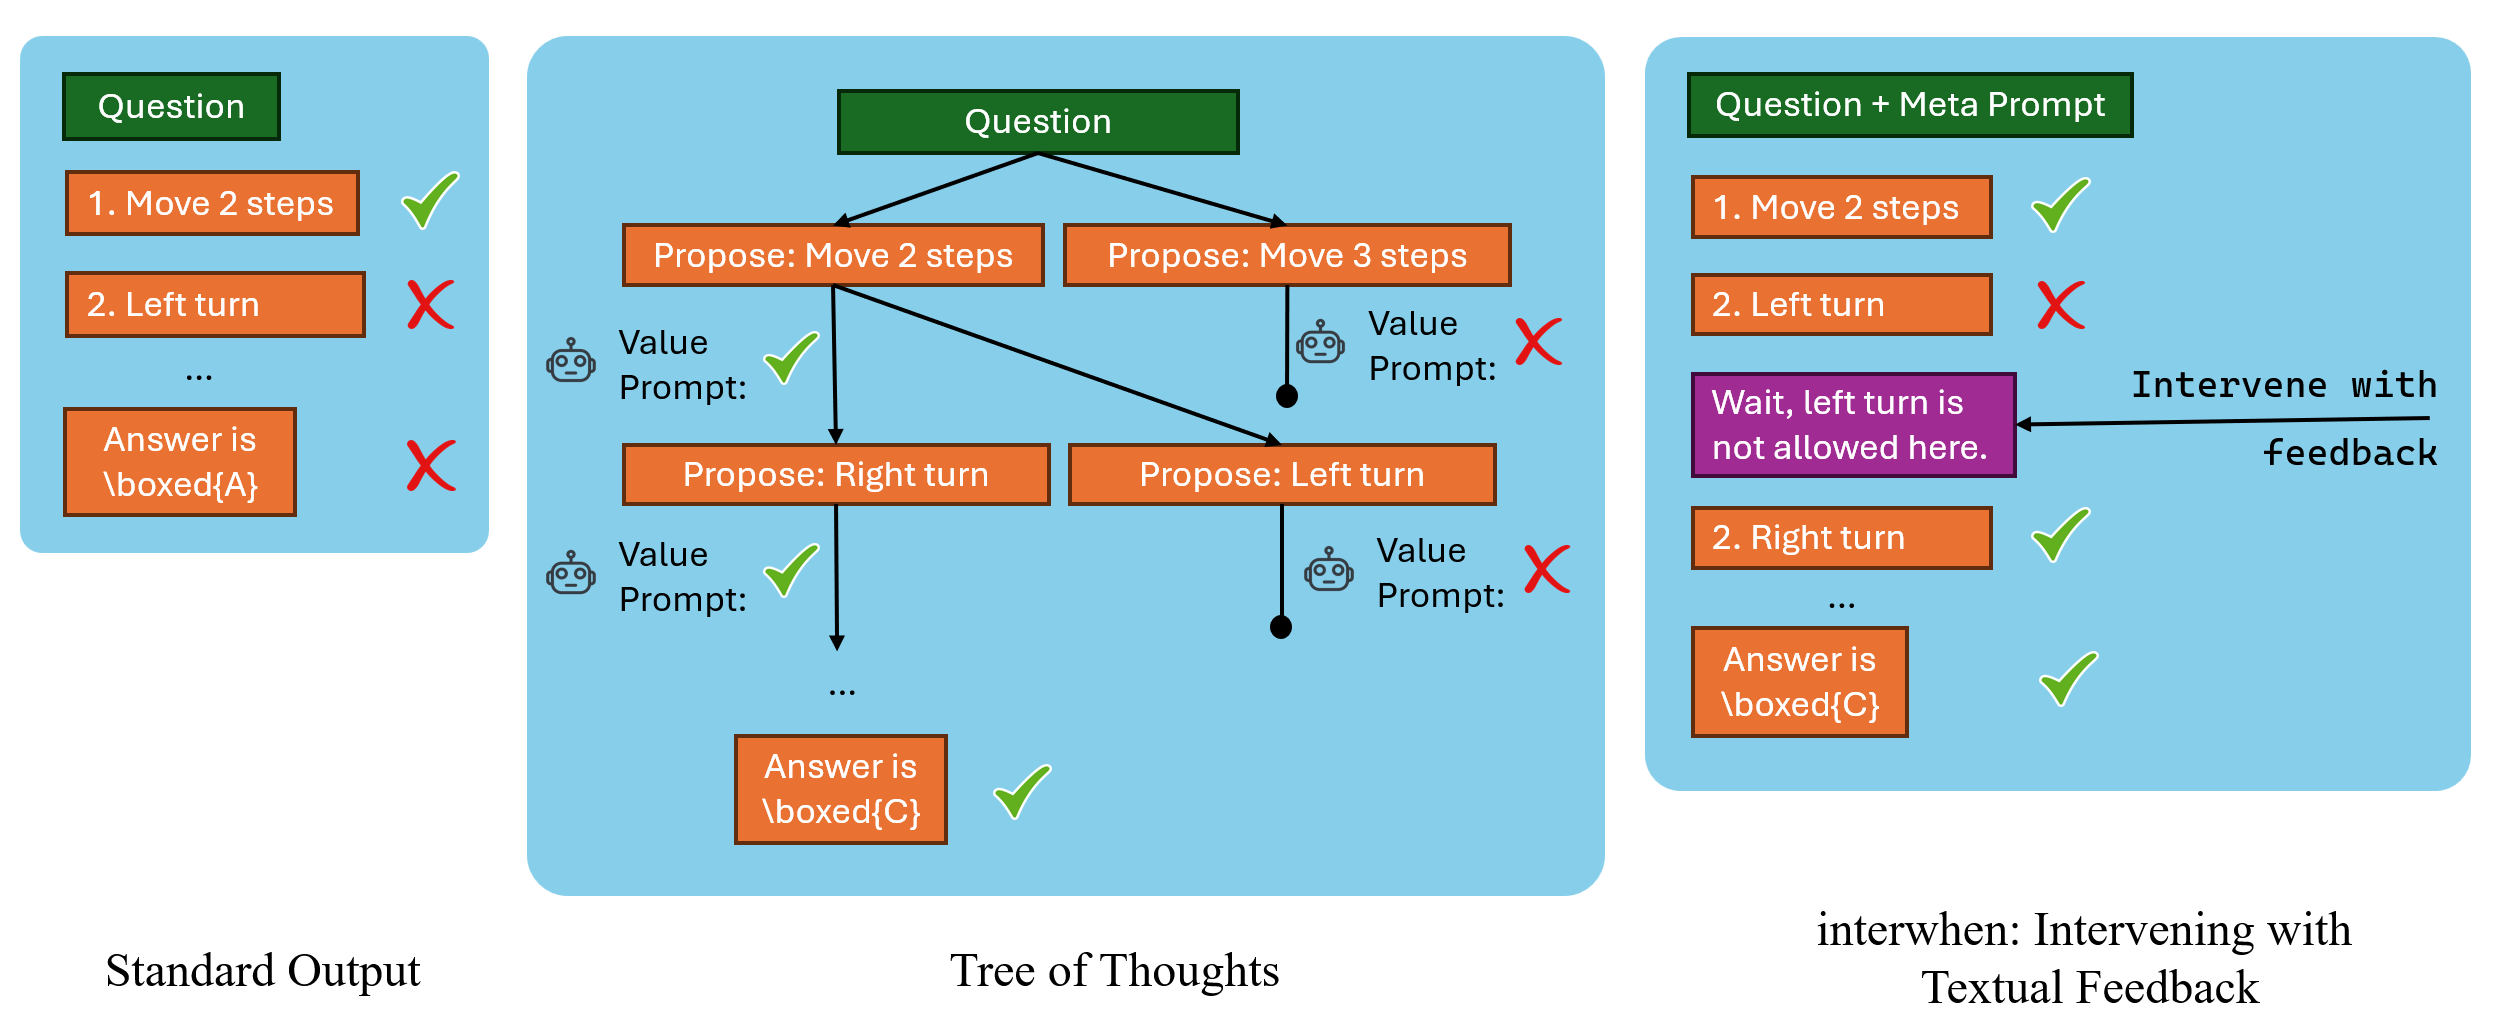 Question
1. Move 2 steps
2. Left turn
...
Answer is
\boxed{A}
Standard Output
Question
Propose: Move 2 steps
Propose: Move 3 steps
Value
Prompt:
Value
Prompt:
Propose: Right turn
Propose: Left turn
Value
Prompt:
Value
Prompt:
...
Answer is
\boxed{C}
Tree of Thoughts
Question + Meta Prompt
1. Move 2 steps
2. Left turn
Wait, left turn is
not allowed here.
Intervene with
feedback
2. Right turn
...
Answer is
\boxed{C}
interwhen: Intervening with
Textual Feedback